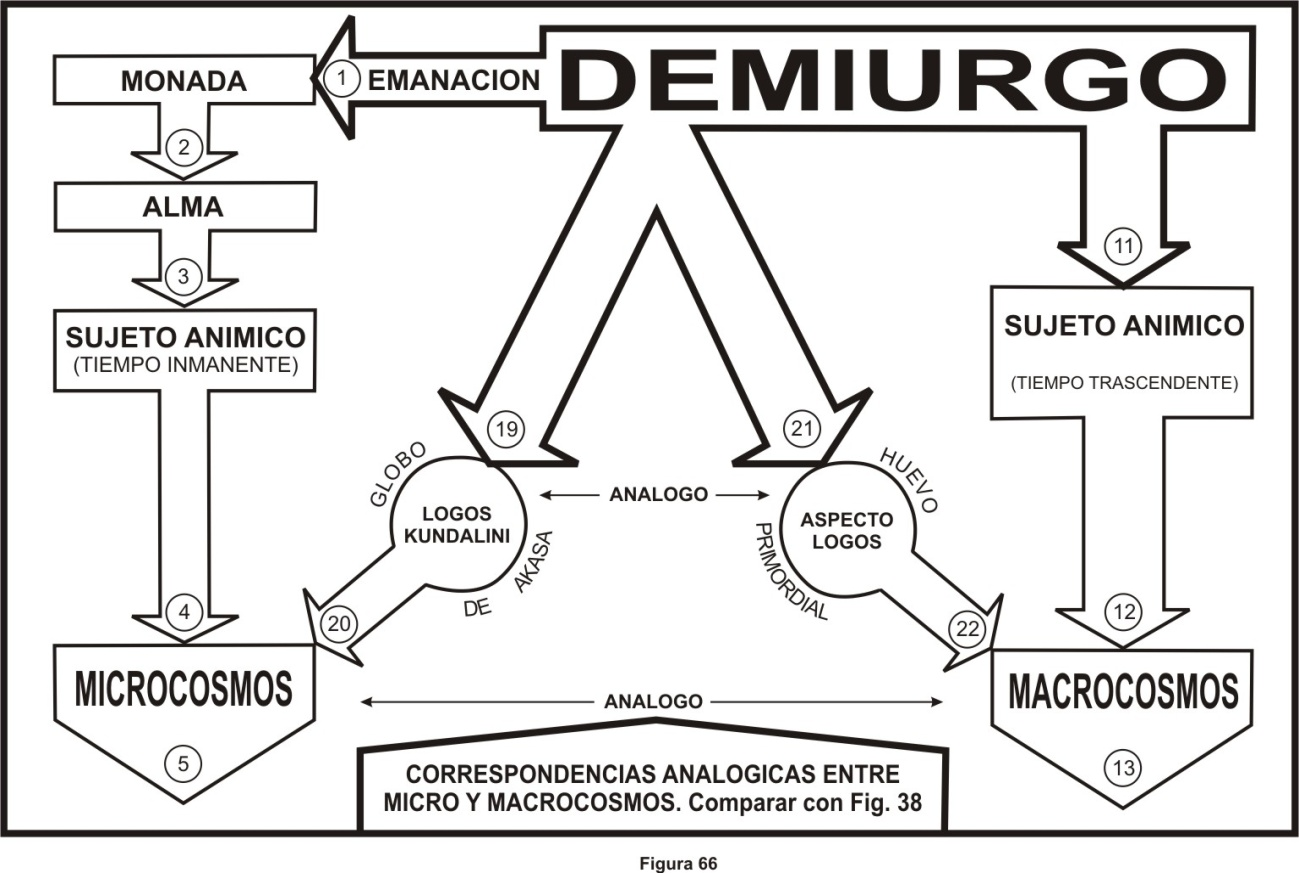 DEMIURGO
1 EMANACION
MONADA
2
ALMA
3
SUJETO ANIMICO
(TIEMPO INMANENTE)
4
MICROCOSMOS
5
11
SUJETO ANIMICO
(TIEMPO TRASCENDENTE)
12
MACROCOSMOS
13
19
GLOBO
DE AKASA
LOGOS
KUNDALINI
20
ANALOGO
21
HUEVO
PRIMORDIAL
ASPECTO
LOGOS
22
ANALOGO
CORRESPONDENCIAS ANALOGICAS ENTRE
MICRO Y MACROCOSMOS. Comparar con Fig. 38
Figura 66